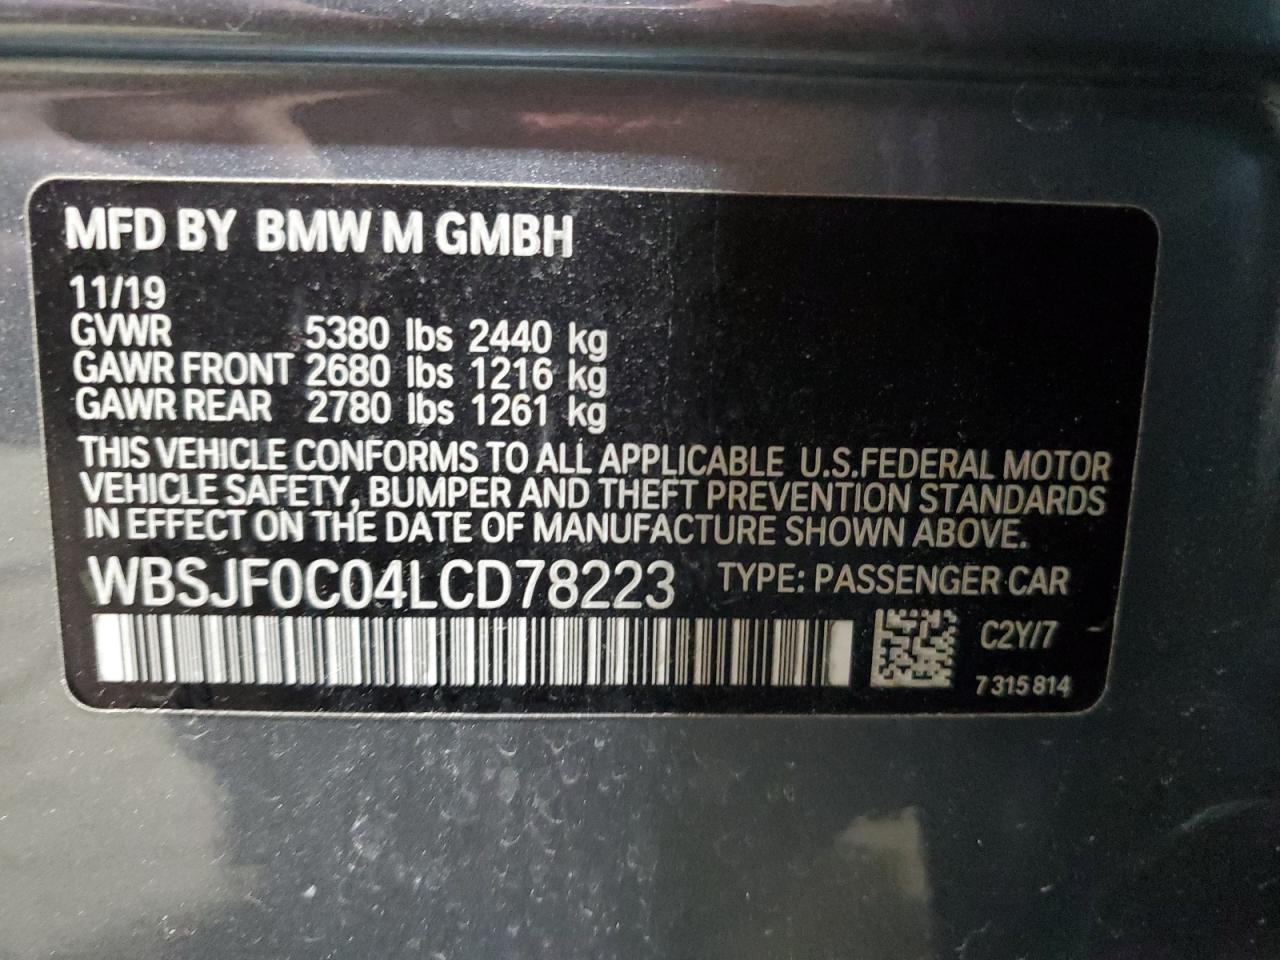 MFD BY BMW M GMBH
11/19
GVWR 5380 lbs 2440 kg
GAWR FRONT 2680 lbs 1216 kg
GAWR REAR 2780 lbs 1261 kg
THIS VEHICLE CONFORMS TO ALL APPLICABLE U.S.FEDERAL MOTOR
VEHICLE SAFETY, BUMPER AND THEFT PREVENTION STANDARDS
IN EFFECT ON THE DATE OF MANUFACTURE SHOWN ABOVE.
WBSJF0C04LCD78223 TYPE: PASSENGER CAR
C2Y/7
7 315 814